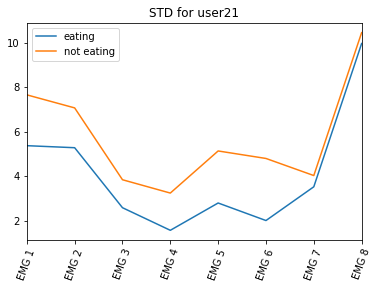 STD for user21
eating
not eating
10
8
6
4
2
EMG 1
EMG 2
EMG 3
EMG 4
EMG 5
EMG 6
EMG 7
EMG 8